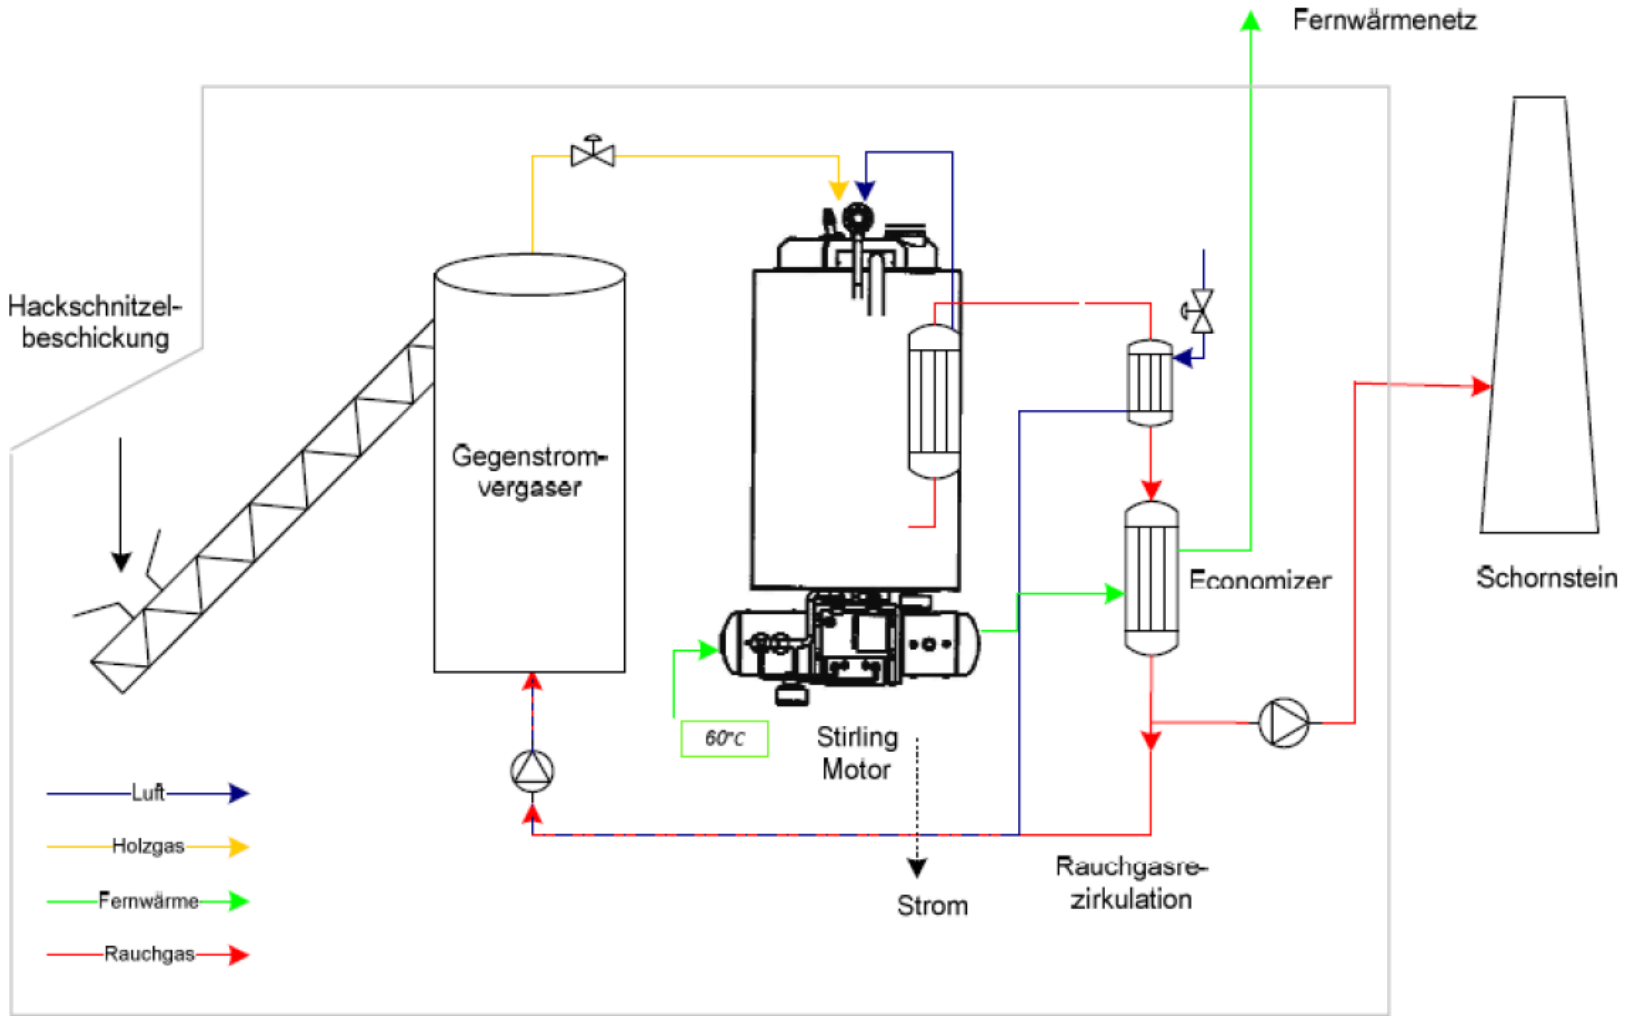 Fernwärmenetz
Hackschnitzel-
beschickung
Gegenstrom-
vergaser
Economizer
Schornstein
60°C
Stirling
Motor
Luft
Holzgas
Rauchgasre-
zirkulation
Fernwärme
Strom
Rauchgas